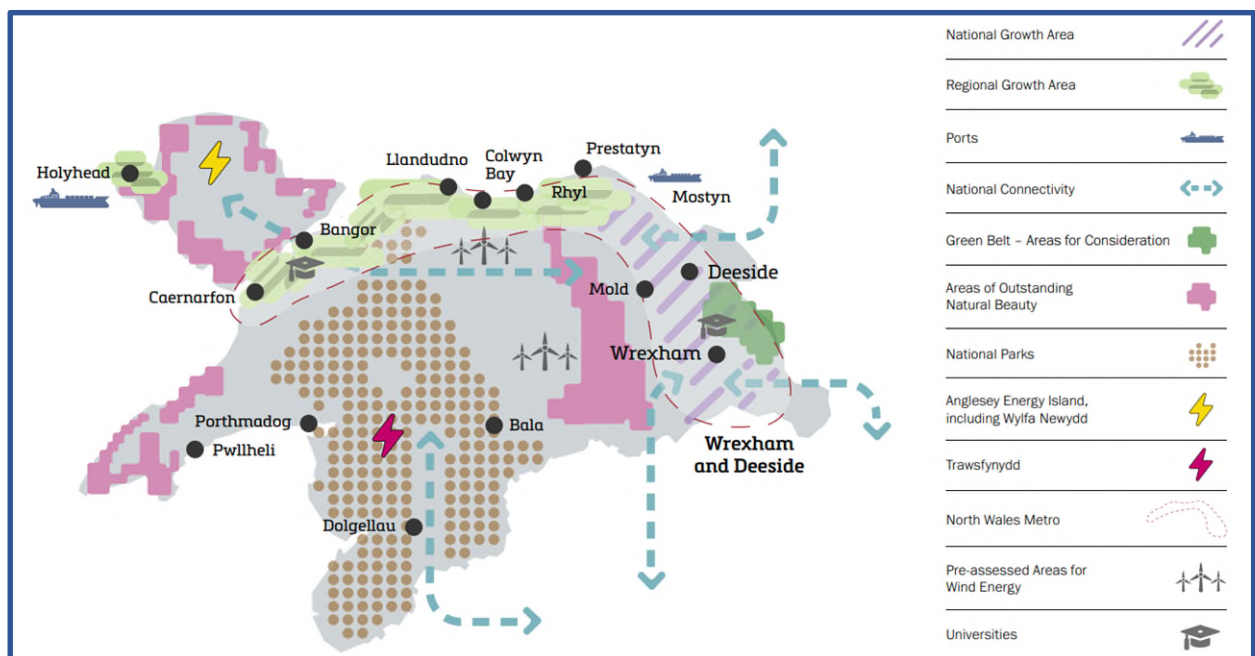 Holyhead
Llandudno
Colwyn
Bay
Prestatyn
Rhyl
Mostyn
Bangor
Caernarfon
Deeside
Mold
Wrexham
Porthmadog
Pwllheli
Bala
Wrexham
and Deeside
Dolgellau
National Growth Area
Regional Growth Area
Ports
National Connectivity
Green Belt – Areas for Consideration
Areas of Outstanding
Natural Beauty
National Parks
Anglesey Energy Island,
including Wylfa Newydd
Trawsfynydd
North Wales Metro
Pre-assessed Areas for
Wind Energy
Universities